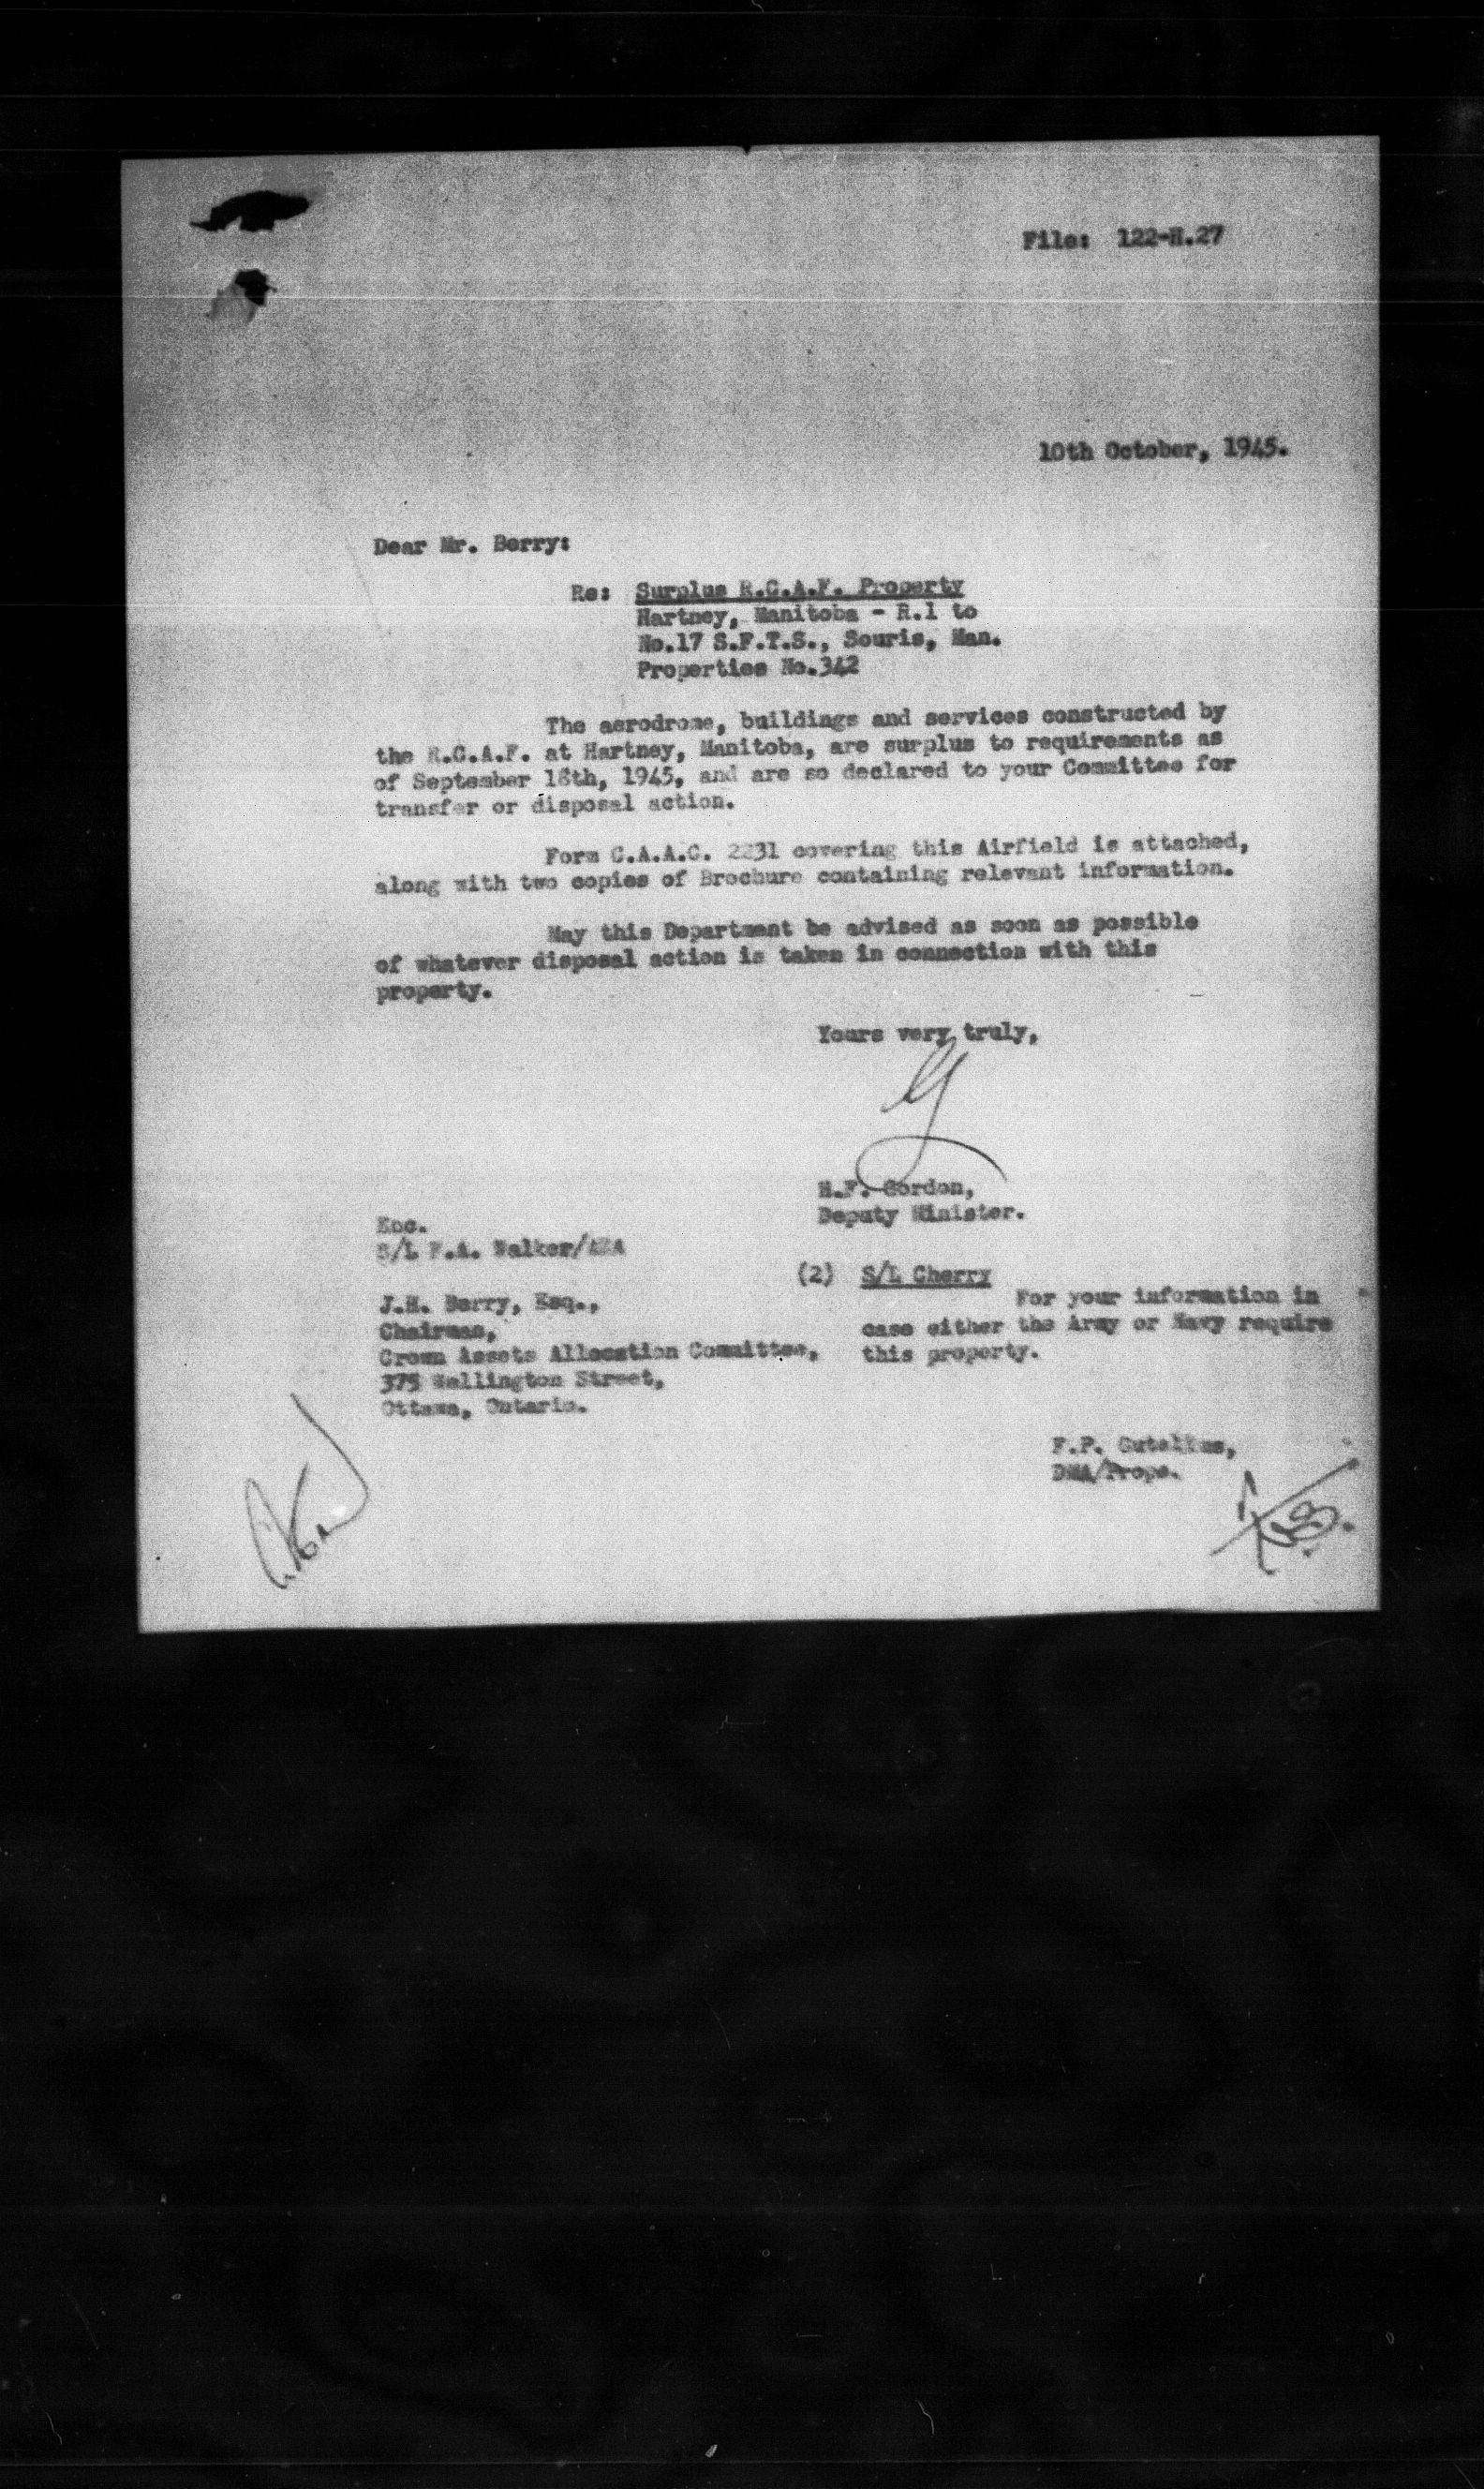 File: 122-H.27
10th October, 1945.
Dear Mr. Berry:
Re: Surplus R.C.A.F. Property
Hartney, Manitoba - R.1 to
No.17 S.F.T.S., Souris, Man.
Properties No.342
The aerodrome, buildings and services constructed by
the R.C.A.F. at Hartney, Manitoba, are surplus to requirements as
of September 18th, 1945, and are so declared to your Committee for
transfer or disposal action.
Form C.A.A.C. 2231 covering this Airfield is attached,
along with two copies of Brochure containing relevant information.
May this Department be advised as soon as possible
of whatever disposal action is taken in connection with this
property.
Yours very truly,
H.F. Gordon,
Deputy Minister.
Enc.
S/L F.A. Walker/
J.H. Berry, Esq.,
Chairman,
Crown Assets Allocation Committee,
375 Wellington Street,
Ottawa, Ontario.
(2) S/L Cherry
For your information in
case either the Army or Navy require
this property.
F.P. Gutelius,
DMA/Props.